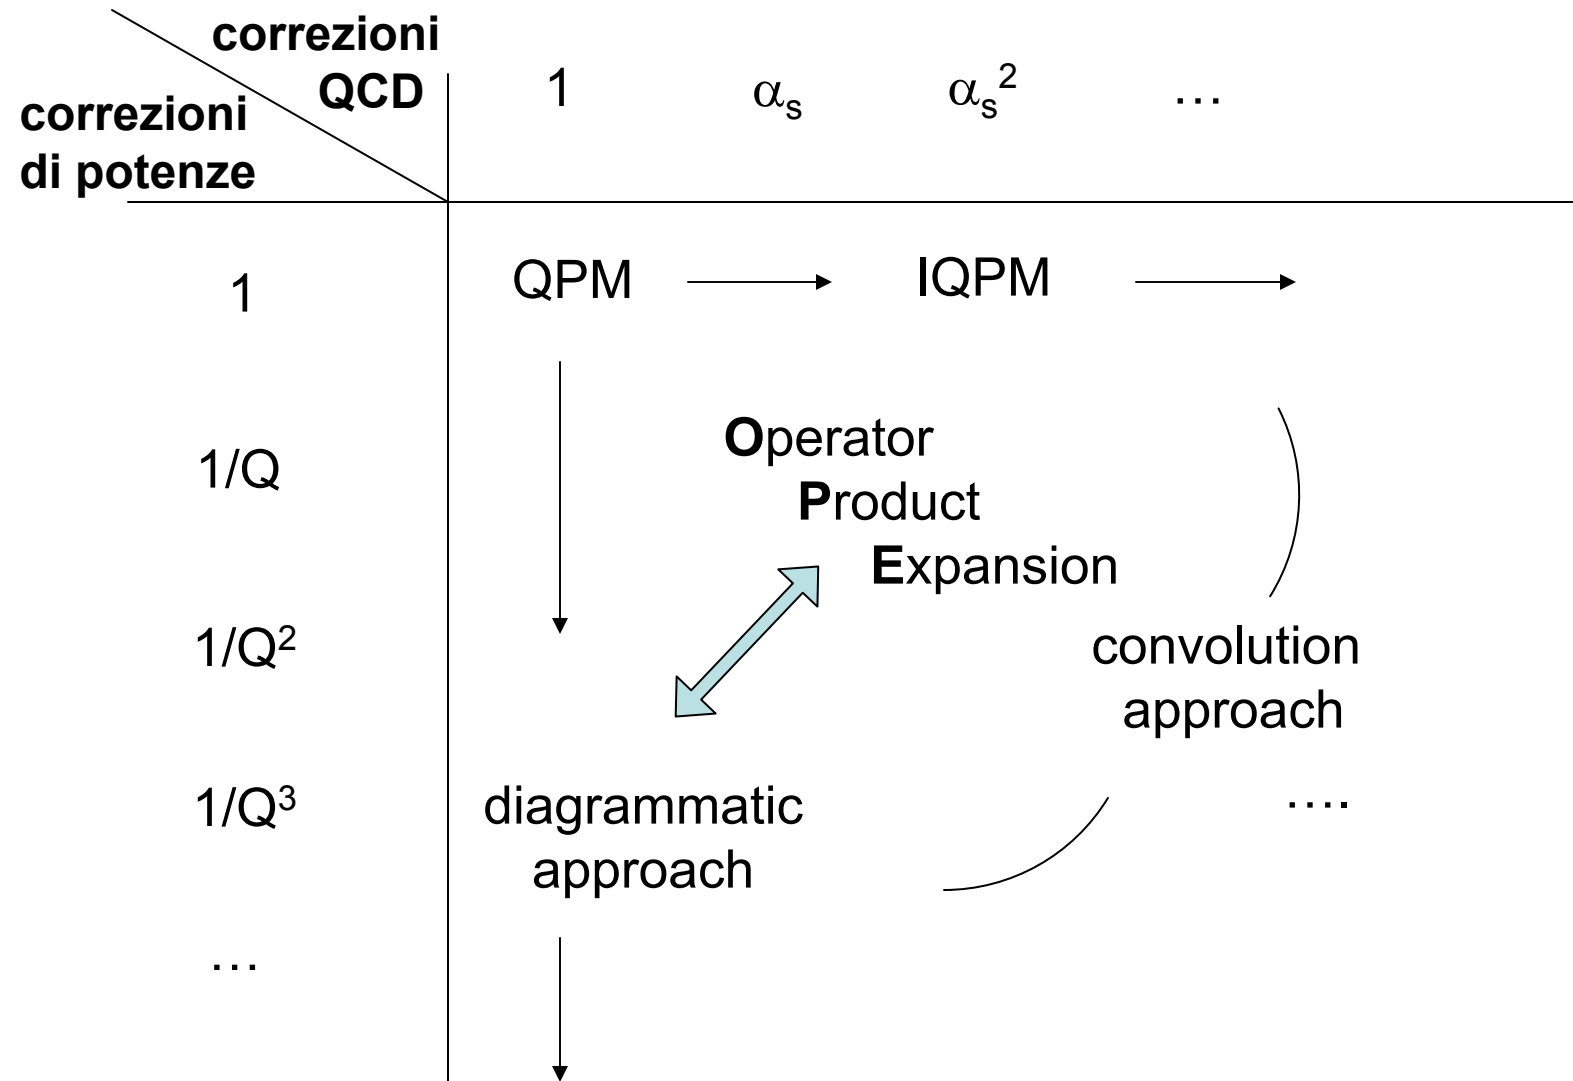 correzioni
QCD
correzioni
di potenze
1
αs
αs²
…
1
QPM
IQPM
1/Q
Operator
Product
Expansion
1/Q²
convolution
approach
1/Q³
diagrammatic
approach
….
…